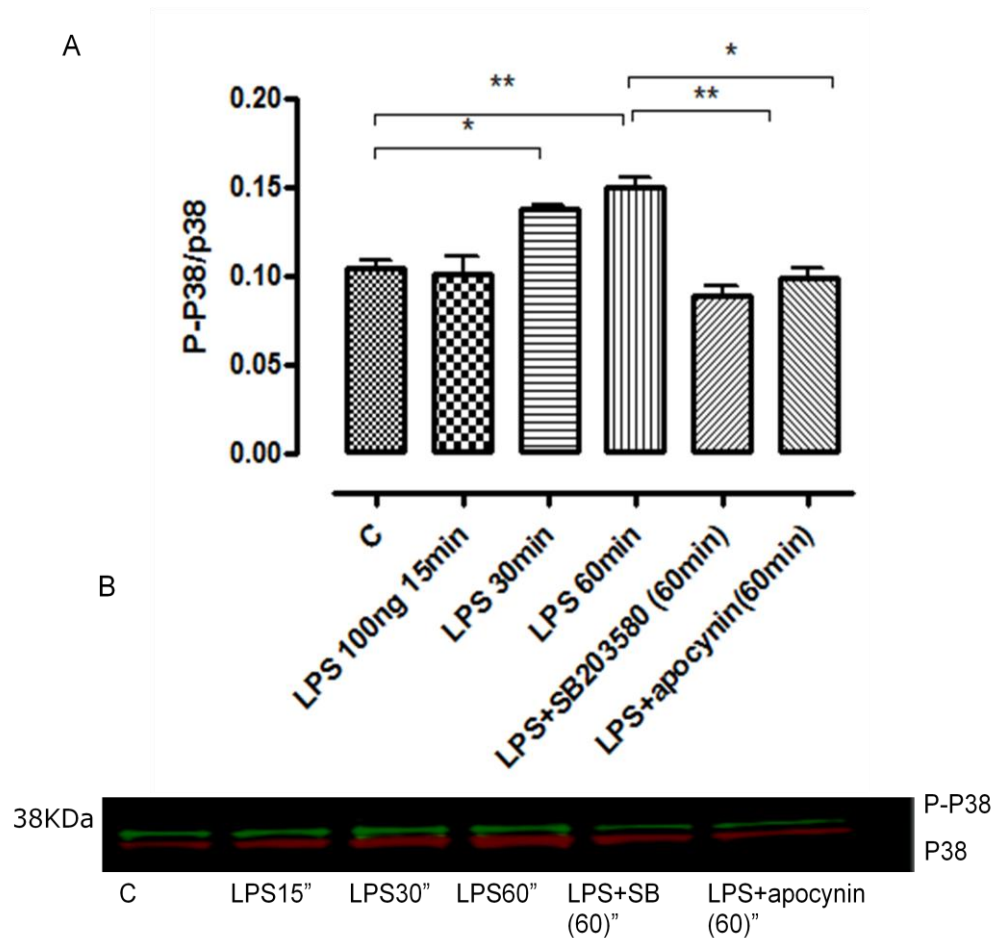 A
*
**
**
*
0.20
0.15
0.10
0.05
0.00
P-P38/p38
C
LPS 100ng 15min
LPS 30min
LPS 60min
LPS+SB203580 (60min)
LPS+apocynin(60min)
B
38KDa
P-P38
P38
C
LPS15”
LPS30”
LPS60”
LPS+SB
(60)”
LPS+apocynin
(60)”